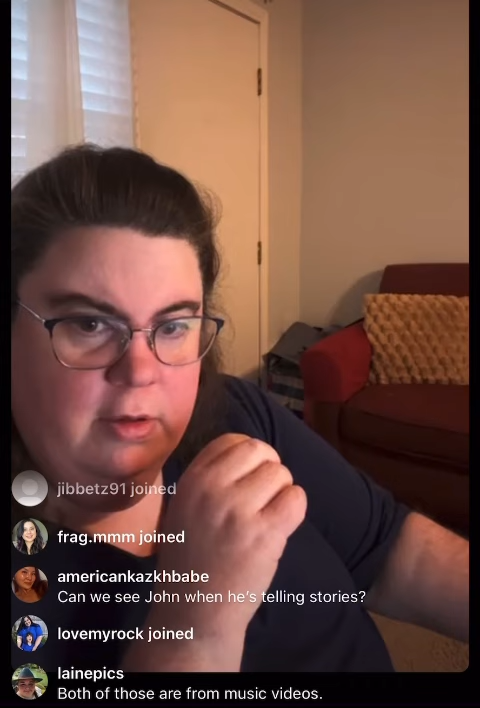 jibbetz91 joined
frag.mmm joined
americankazkhbabe
Can we see John when he's telling stories?
lovemyrock joined
lainepics
Both of those are from music videos.